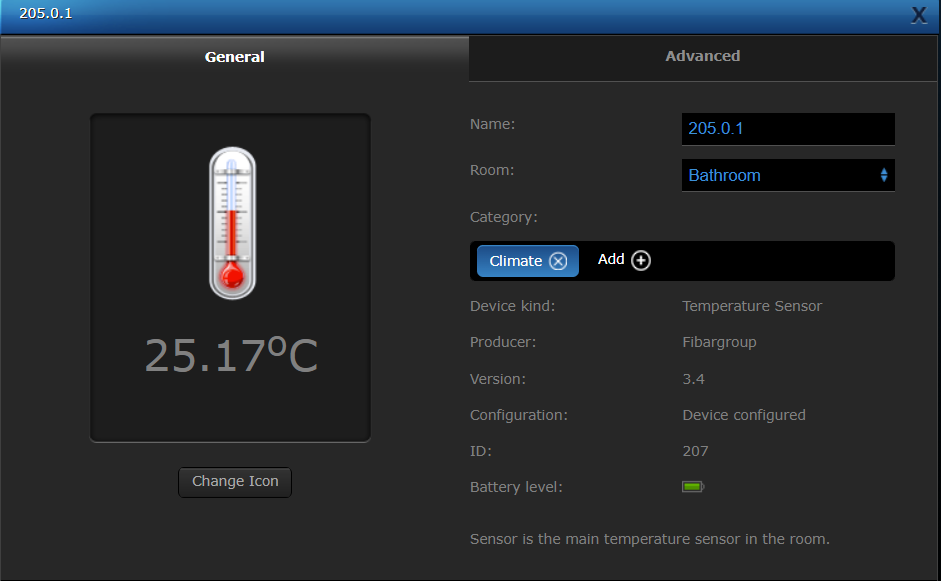 205.0.1 X
General Advanced
Name: 205.0.1
Room: Bathroom
Category:
Climate Add
25.17°C
Device kind: Temperature Sensor
Producer: Fibargroup
Version: 3.4
Configuration: Device configured
ID: 207
Change Icon
Battery level:
Sensor is the main temperature sensor in the room.